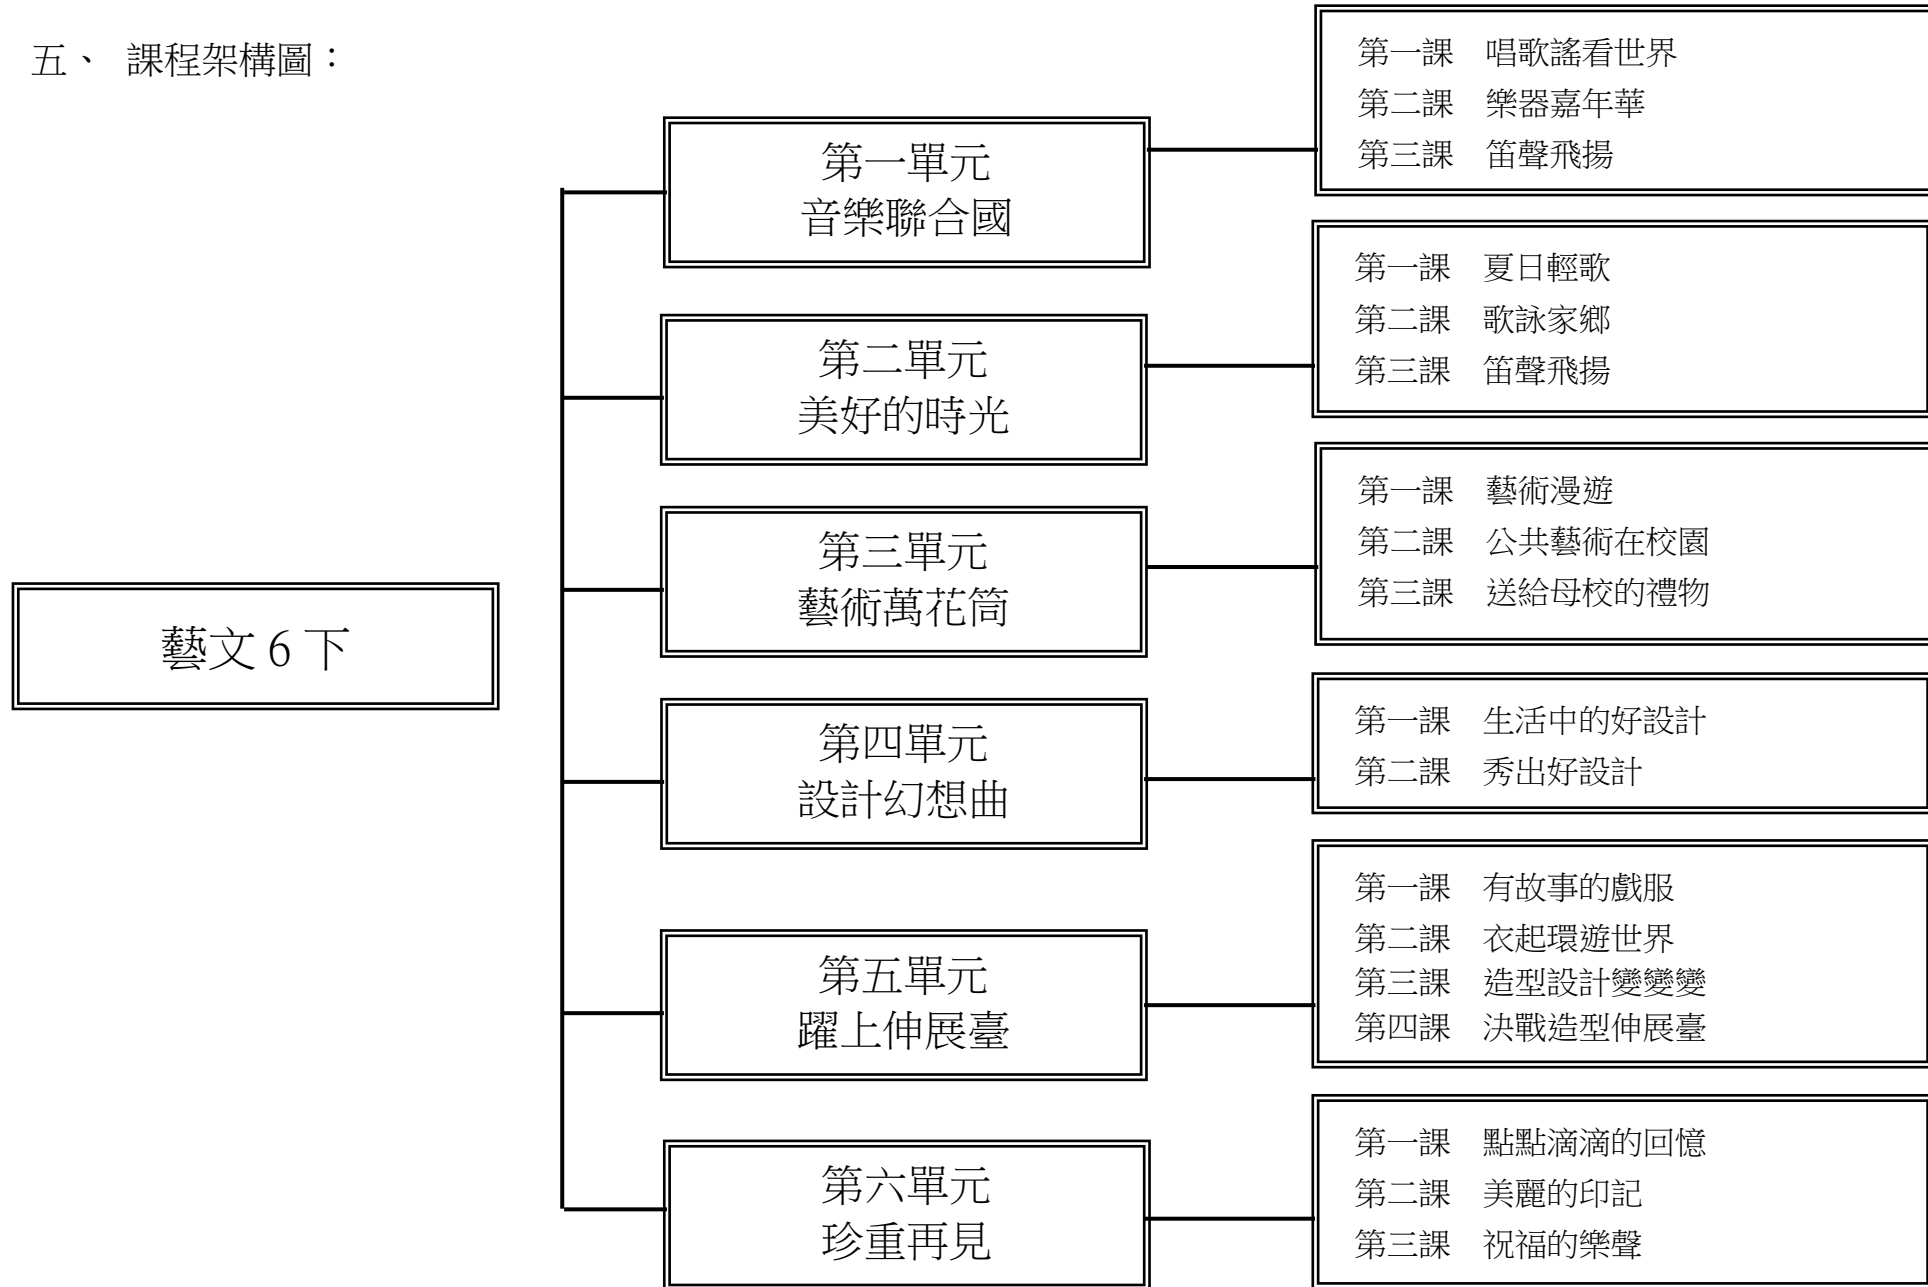 五、 課程架構圖：
藝文 6 下
第一單元
音樂聯合國
第一課 唱歌謠看世界
第二課 樂器嘉年華
第三課 笛聲飛揚
第二單元
美好的時光
第一課 夏日輕歌
第二課 歌詠家鄉
第三課 笛聲飛揚
第三單元
藝術萬花筒
第一課 藝術漫遊
第二課 公共藝術在校園
第三課 送給母校的禮物
第四單元
設計幻想曲
第一課 生活中的好設計
第二課 秀出好設計
第五單元
躍上伸展臺
第一課 有故事的戲服
第二課 衣起環遊世界
第三課 造型設計變變變
第四課 決戰造型伸展臺
第六單元
珍重再見
第一課 點點滴滴的回憶
第二課 美麗的印記
第三課 祝福的樂聲